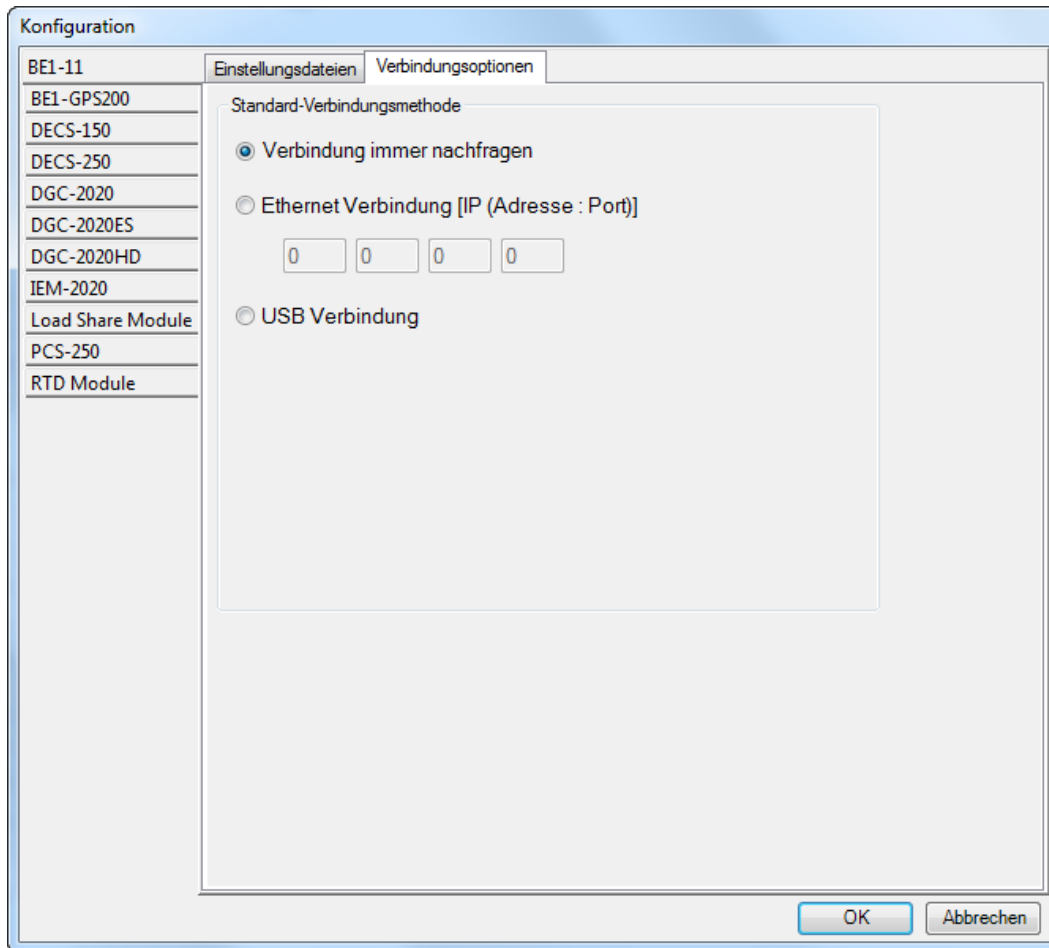 Konfiguration
BE1-11
BE1-GPS200
DECS-150
DECS-250
DGC-2020
DGC-2020ES
DGC-2020HD
IEM-2020
Load Share Module
PCS-250
RTD Module
Einstellungsdateien
Verbindungsoptionen
Standard-Verbindungsmethode
Verbindung immer nachfragen
Ethernet Verbindung [IP (Adresse : Port)]
0 0 0 0
USB Verbindung
OK Abbrechen